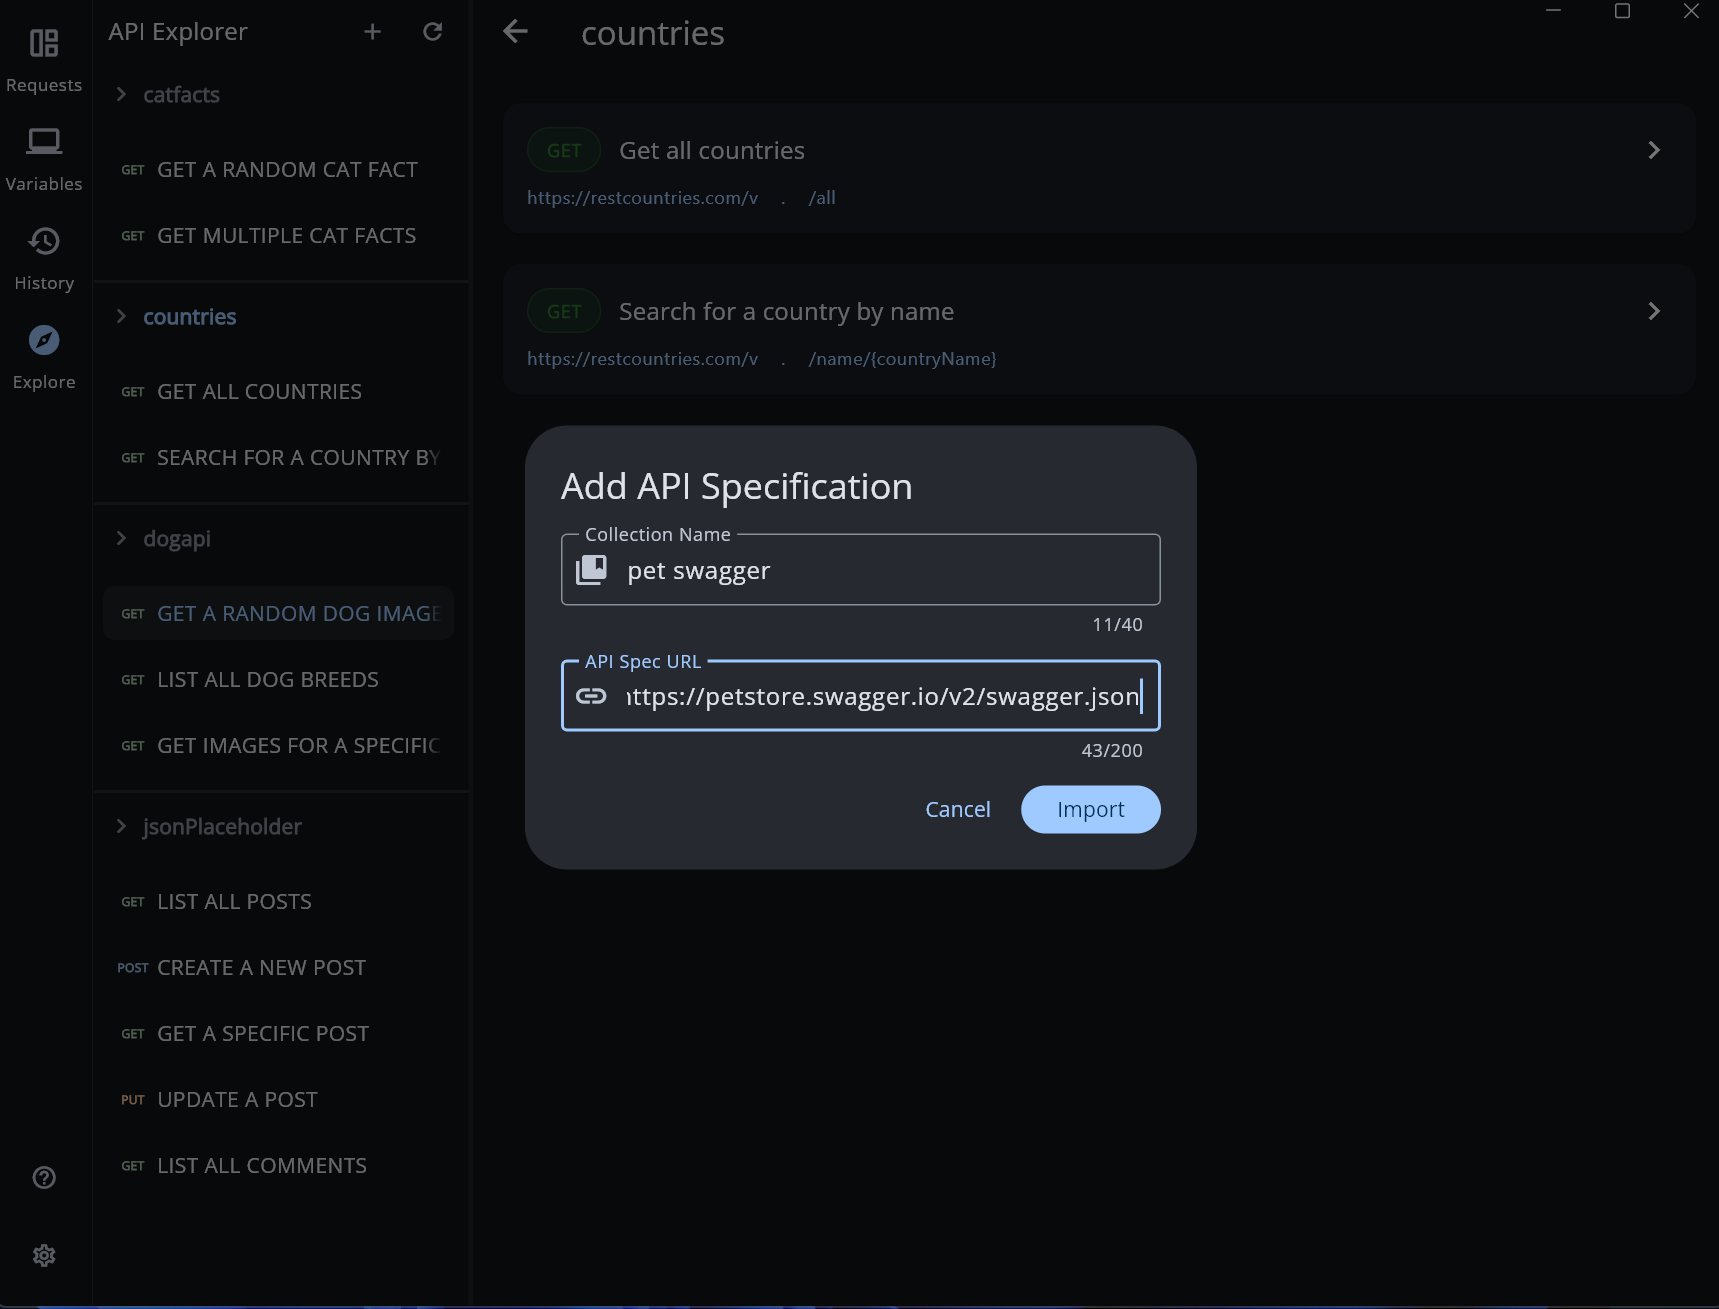 API Explorer
Requests
Variables
History
Explore
catfacts
GET GET A RANDOM CAT FACT
GET GET MULTIPLE CAT FACTS
countries
GET GET ALL COUNTRIES
GET SEARCH FOR A COUNTRY BY
dogapi
GET GET A RANDOM DOG IMAGE
GET LIST ALL DOG BREEDS
GET GET IMAGES FOR A SPECIFIC
jsonPlaceholder
GET LIST ALL POSTS
POST CREATE A NEW POST
GET GET A SPECIFIC POST
PUT UPDATE A POST
GET LIST ALL COMMENTS
countries
GET Get all countries
https://restcountries.com/v . /all
GET Search for a country by name
https://restcountries.com/v . /name/{countryName}
Add API Specification
Collection Name
pet swagger
11/40
API Spec URL
ttps://petstore.swagger.io/v2/swagger.json
43/200
Cancel Import